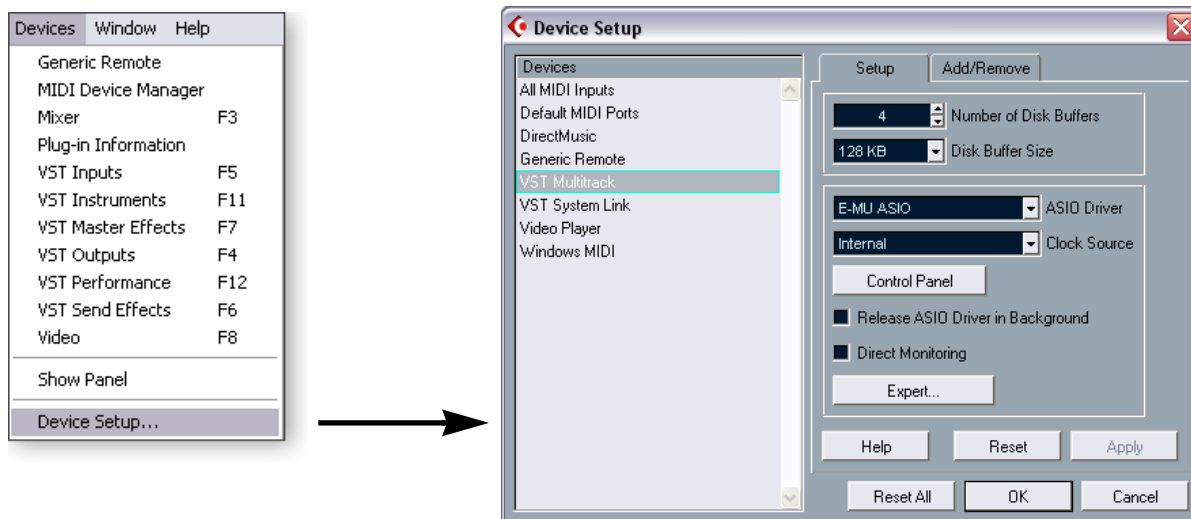 Devices Window Help
Generic Remote
MIDI Device Manager
Mixer F3
Plug-in Information
VST Inputs F5
VST Instruments F11
VST Master Effects F7
VST Outputs F4
VST Performance F12
VST Send Effects F6
Video F8
Show Panel
Device Setup...
Device Setup
Devices
All MIDI Inputs
Default MIDI Ports
DirectMusic
Generic Remote
VST Multitrack
VST System Link
Video Player
Windows MIDI
Setup Add/Remove
4 Number of Disk Buffers
128 KB Disk Buffer Size
E-MU ASIO ASIO Driver
Internal Clock Source
Control Panel
Release ASIO Driver in Background
Direct Monitoring
Expert...
Help Reset Apply
Reset All OK Cancel